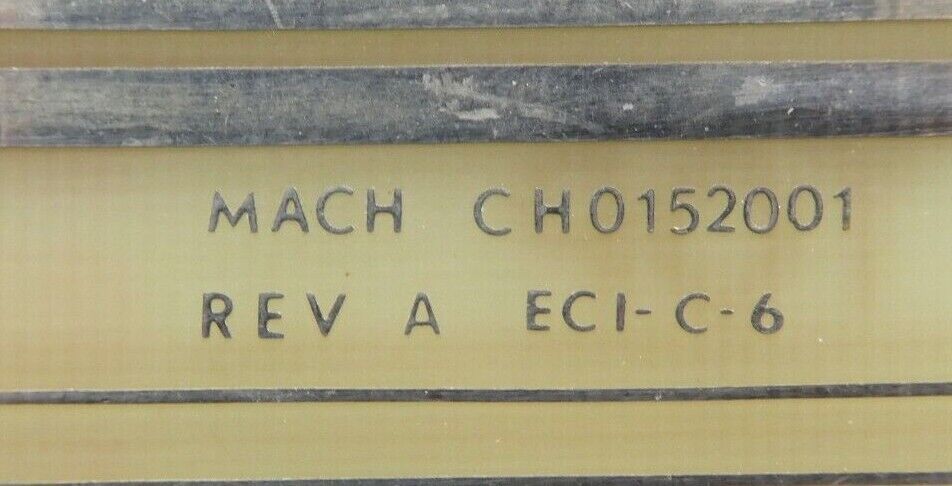 MACH CH0152001
REV A ECI-C-6